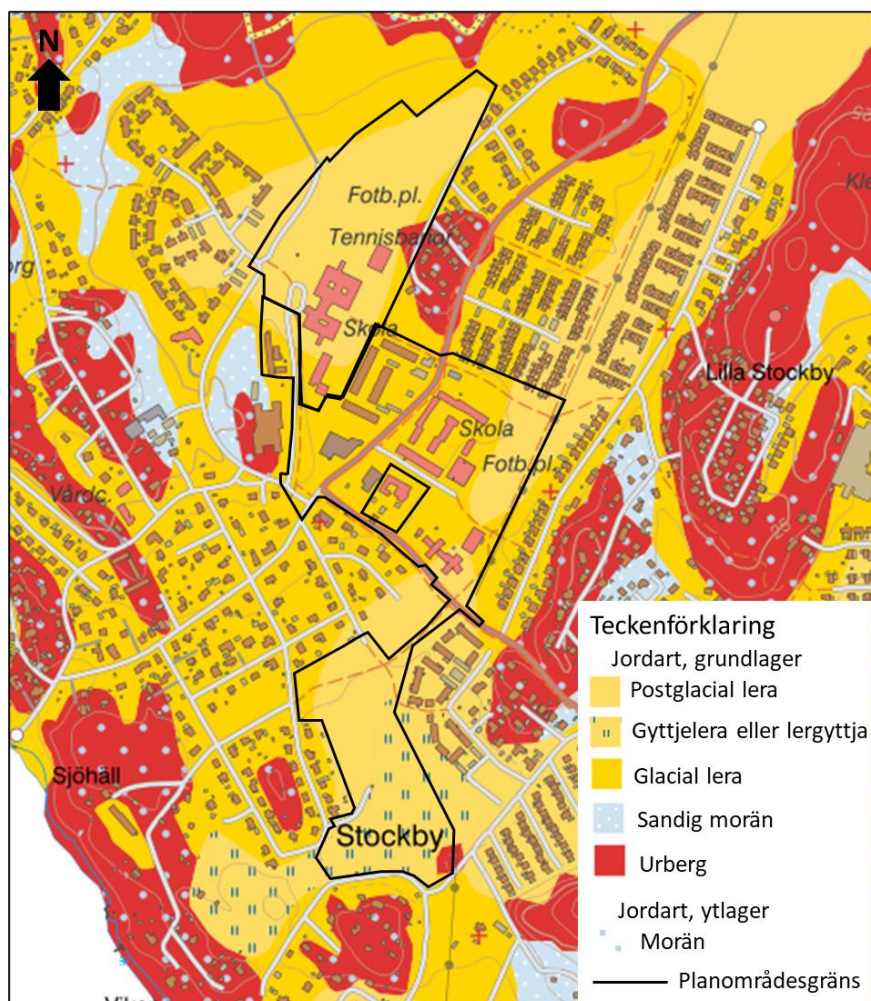 N
Fotb.pl.
Tennisbanor
Skola
Lilla Stockby
Skola
Fotb.pl.
Vårdc.
Sjöhäll
Stockby
Teckenförklaring
Jordart, grundlager
Postglacial lera
Gyttjelera eller lergyttja
Glacial lera
Sandig morän
Urberg
Jordart, ytlager
Morän
Planområdesgräns